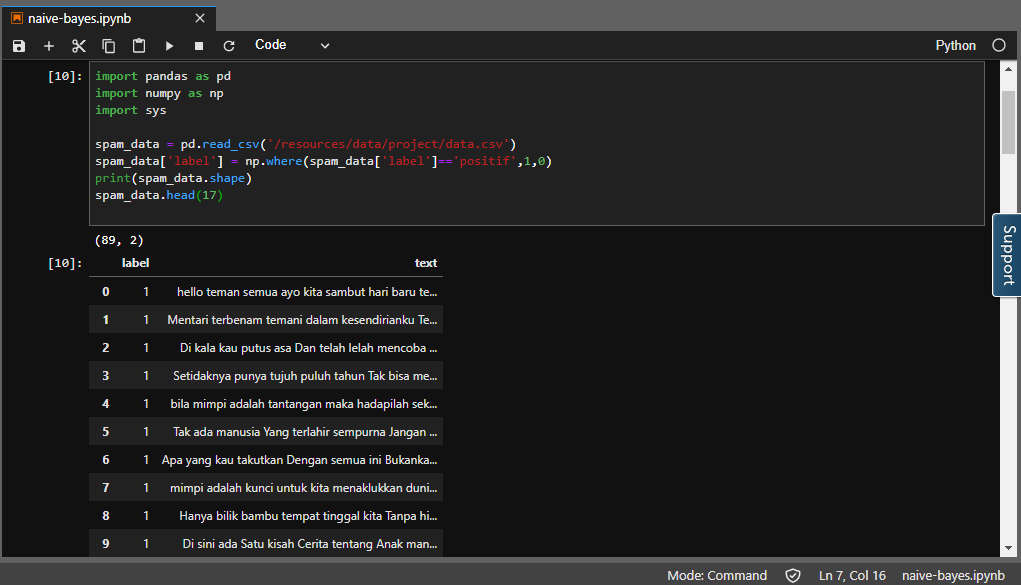 naive-bayes.ipynb
Code
Python
[10]:
import pandas as pd
import numpy as np
import sys
spam_data = pd.read_csv('/resources/data/project/data.csv')
spam_data['label'] = np.where(spam_data['label']=='positif',1,0)
print(spam_data.shape)
spam_data.head(17)
(89, 2)
[10]:
label text
0 1 hello teman semua ayo kita sambut hari baru te...
1 1 Mentari terbenam temani dalam kesendirianku Te...
2 1 Di kala kau putus asa Dan telah lelah mencoba ...
3 1 Setidaknya punya tujuh puluh tahun Tak bisa me...
4 1 bila mimpi adalah tantangan maka hadapilah sek...
5 1 Tak ada manusia Yang terlahir sempurna Jangan ...
6 1 Apa yang kau takutkan Dengan semua ini Bukanka...
7 1 mimpi adalah kunci untuk kita menaklukkan duni...
8 1 Hanya bilik bambu tempat tinggal kita Tanpa hi...
9 1 Di sini ada Satu kisah Cerita tentang Anak man...
Support
Mode: Command
Ln 7, Col 16
naive-bayes.ipynb